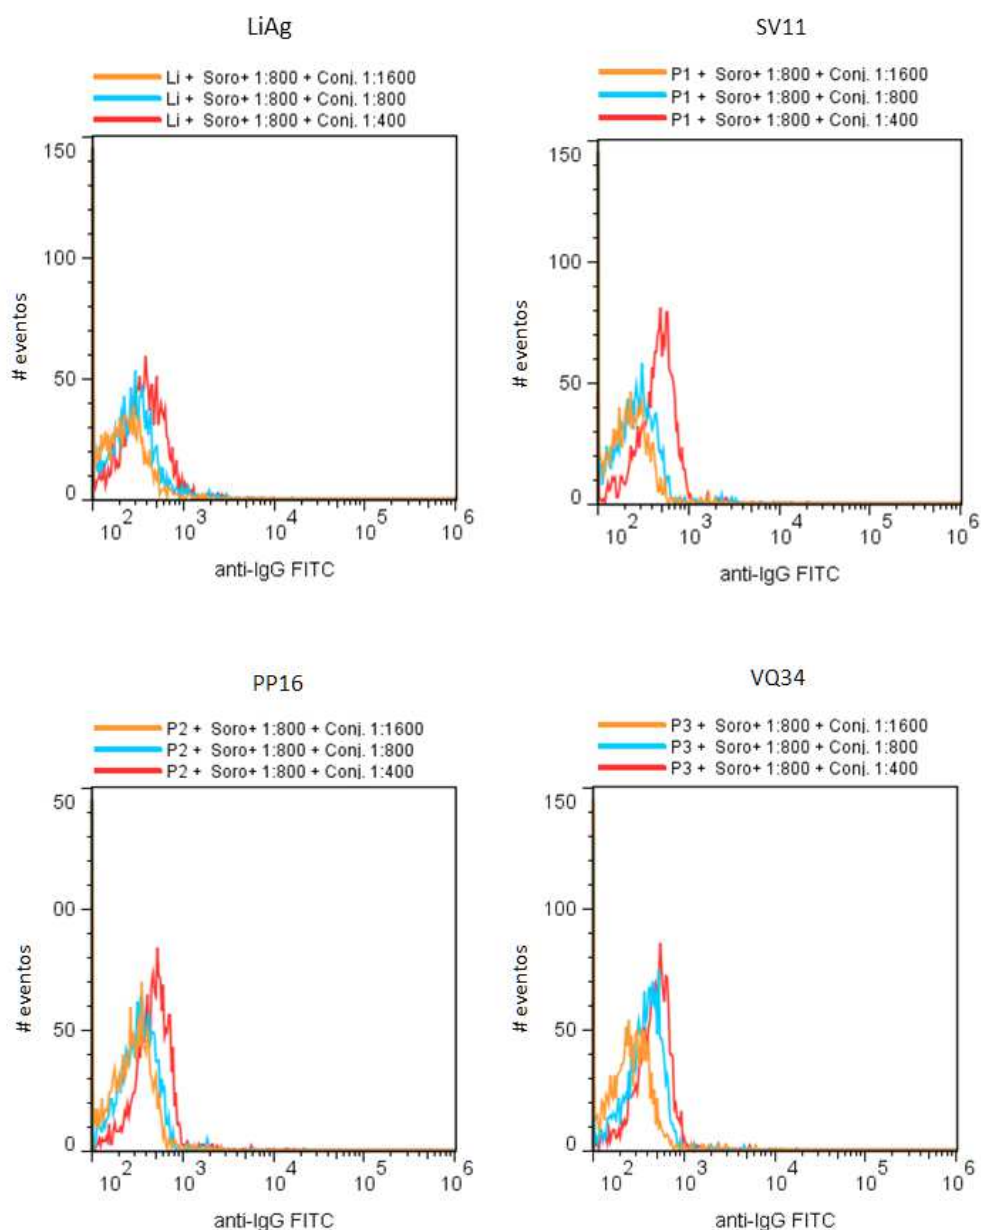 LiAg
Li + Soro+ 1:800 + Conj. 1:1600
Li + Soro+ 1:800 + Conj. 1:800
Li + Soro+ 1:800 + Conj. 1:400
150
100
50
0
# eventos
10^2 10^3 10^4 10^5 10^6
anti-IgG FITC
SV11
P1 + Soro+ 1:800 + Conj. 1:1600
P1 + Soro+ 1:800 + Conj. 1:800
P1 + Soro+ 1:800 + Conj. 1:400
150
100
50
0
# eventos
10^2 10^3 10^4 10^5 10^6
anti-IgG FITC
PP16
P2 + Soro+ 1:800 + Conj. 1:1600
P2 + Soro+ 1:800 + Conj. 1:800
P2 + Soro+ 1:800 + Conj. 1:400
50
00
50
0
# eventos
10^2 10^3 10^4 10^5 10^6
anti-IgG FITC
VQ34
P3 + Soro+ 1:800 + Conj. 1:1600
P3 + Soro+ 1:800 + Conj. 1:800
P3 + Soro+ 1:800 + Conj. 1:400
150
100
50
0
# eventos
10^2 10^3 10^4 10^5 10^6
anti-IgG FITC